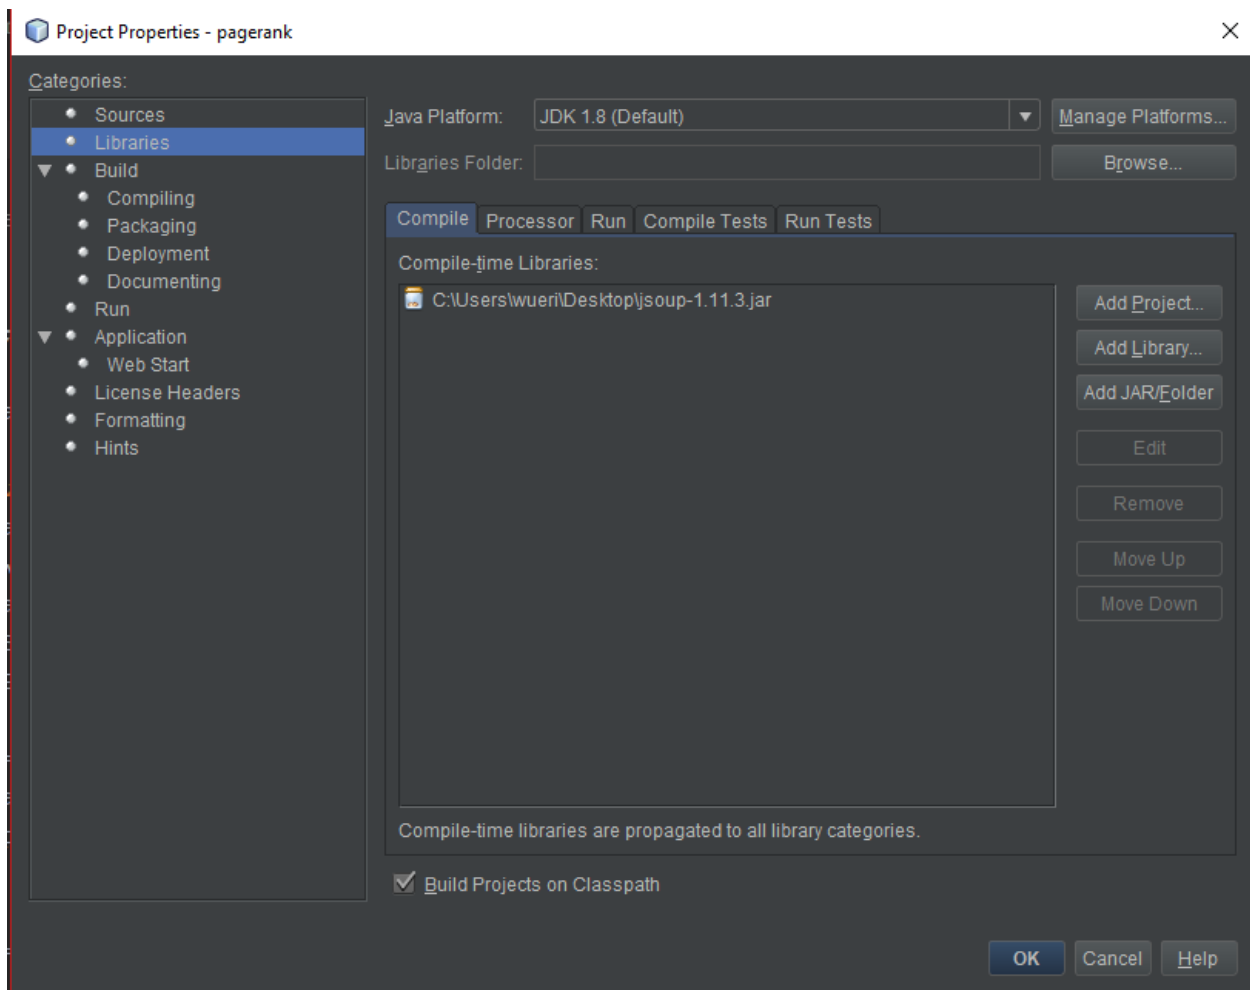 Project Properties - pagerank
Categories:
Sources
Libraries
Build
Compiling
Packaging
Deployment
Documenting
Run
Application
Web Start
License Headers
Formatting
Hints
Java Platform: JDK 1.8 (Default) Manage Platforms...
Libraries Folder: Browse...
Compile Processor Run Compile Tests Run Tests
Compile-time Libraries:
C:\Users\wueri\Desktop\jsoup-1.11.3.jar
Add Project...
Add Library...
Add JAR/Folder
Edit
Remove
Move Up
Move Down
Compile-time libraries are propagated to all library categories.
Build Projects on Classpath
OK Cancel Help